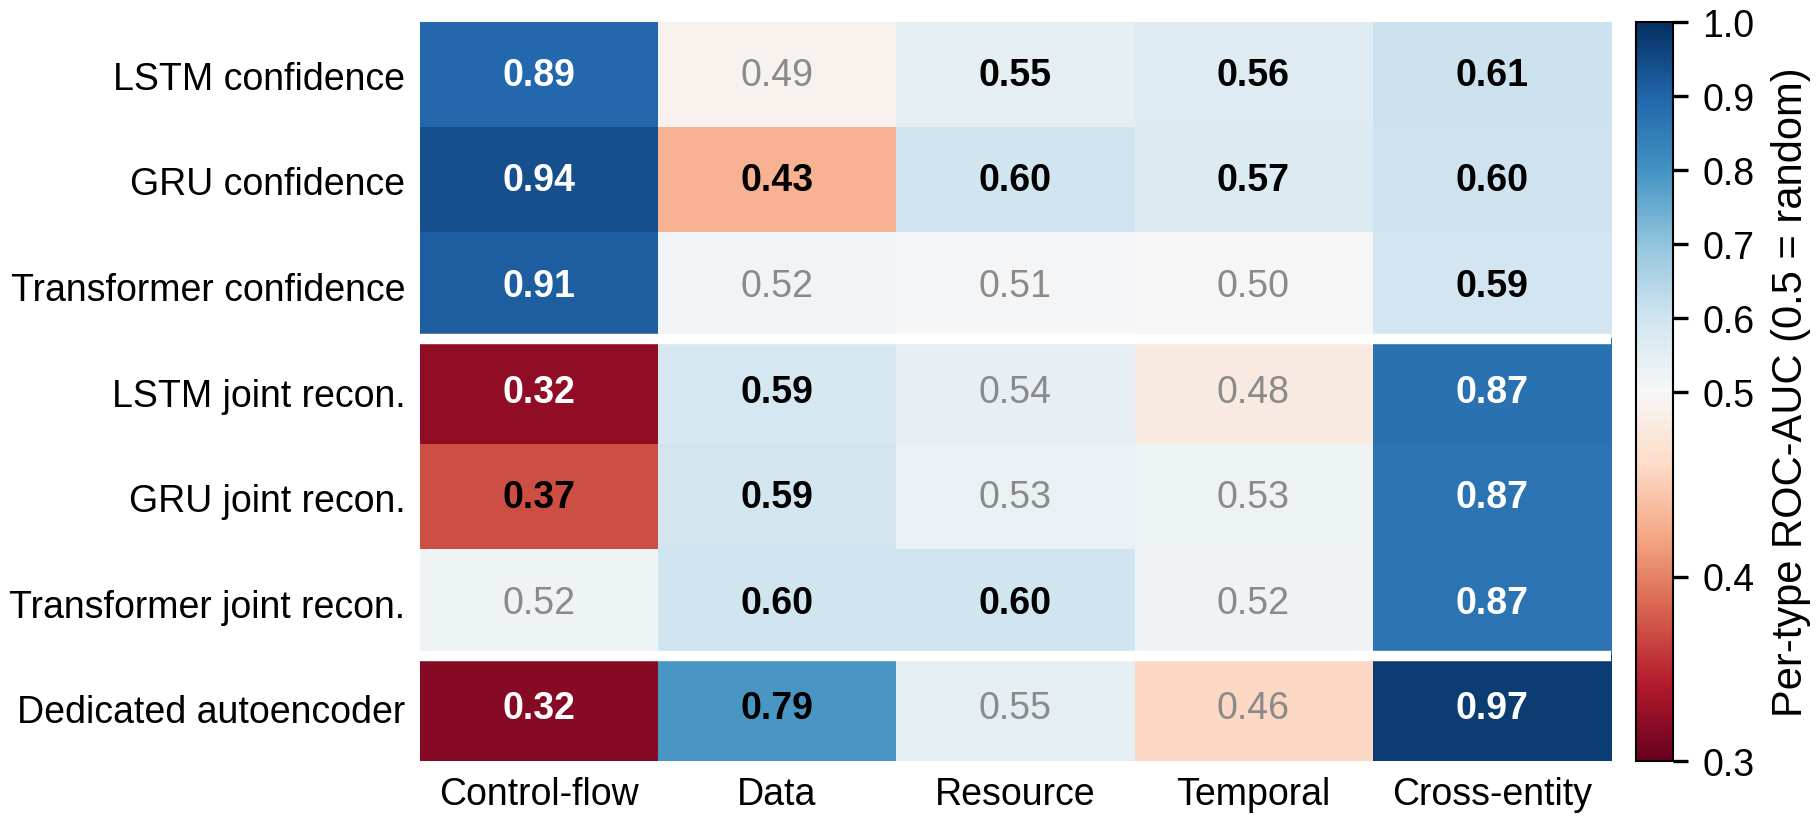 LSTM confidence 0.89 0.49 0.55 0.56 0.61
GRU confidence 0.94 0.43 0.60 0.57 0.60
Transformer confidence 0.91 0.52 0.51 0.50 0.59
LSTM joint recon. 0.32 0.59 0.54 0.48 0.87
GRU joint recon. 0.37 0.59 0.53 0.53 0.87
Transformer joint recon. 0.52 0.60 0.60 0.52 0.87
Dedicated autoencoder 0.32 0.79 0.55 0.46 0.97
Control-flow Data Resource Temporal Cross-entity
1.0
0.9
0.8
0.7
0.6
0.5
0.4
0.3
Per-type ROC-AUC (0.5 = random)